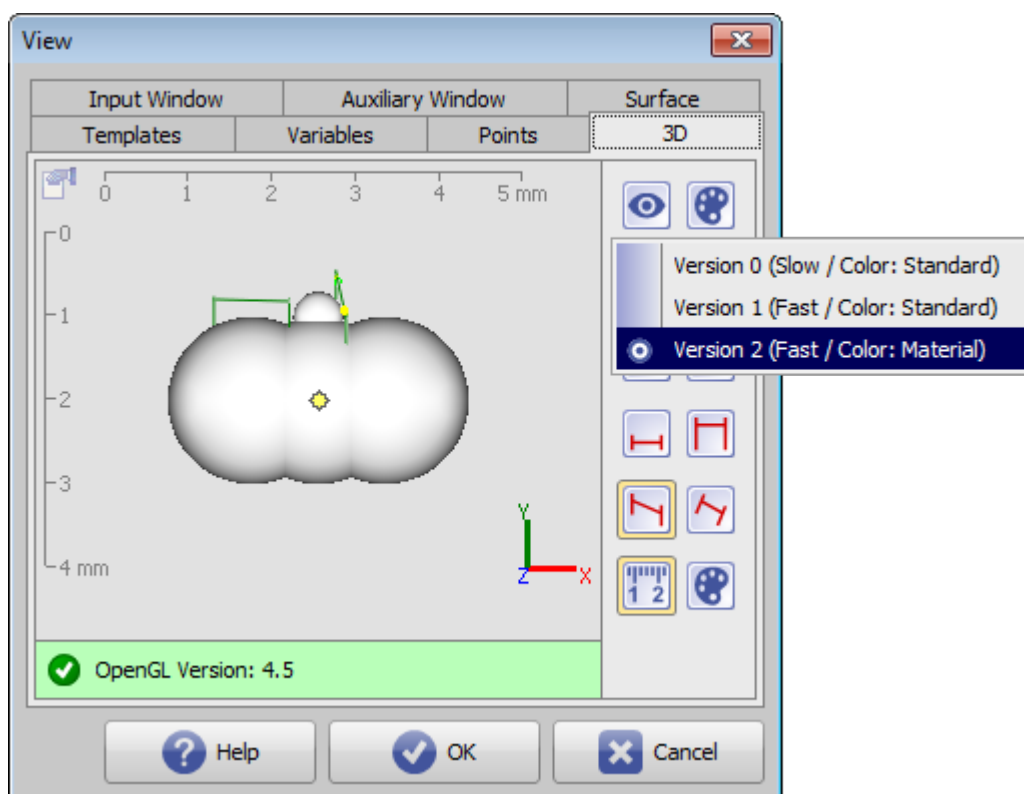 View
Input Window Auxiliary Window Surface
Templates Variables Points 3D
0 1 2 3 4 5 mm
0
1
2
3
4 mm
Version 0 (Slow / Color: Standard)
Version 1 (Fast / Color: Standard)
Version 2 (Fast / Color: Material)
Y
Z X
1 2
OpenGL Version: 4.5
? Help OK Cancel